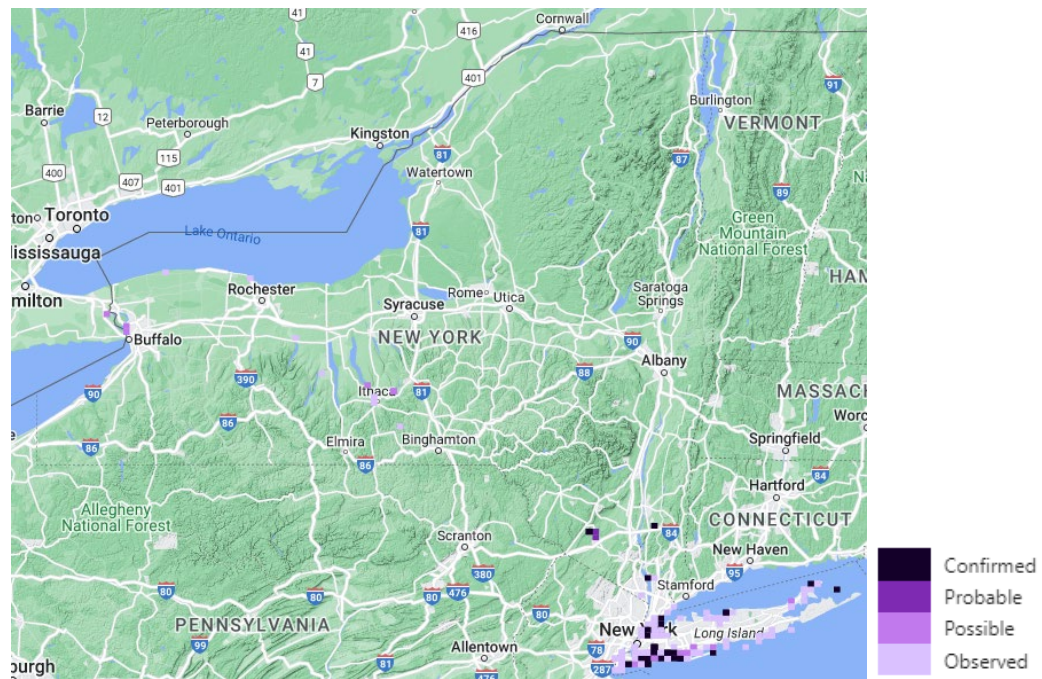 41
Cornwall
416
41
401
7
91
Barrie
12
Peterborough
Burlington
VERMONT
Kingston
115
81
87
400
407
401
Watertown
89
Toronto
Green
Mountain
National Forest
81
Lake Ontario
ississauga
HAM
Rochester
Saratoga
Springs
milton
Rome
Utica
Syracuse
NEW YORK
Buffalo
90
Albany
390
88
Ithaca
81
90
MASSACH
Worc
86
Springfield
Elmira
Binghamton
86
86
84
Hartford
Allegheny
National Forest
CONNECTICUT
84
Scranton
New Haven
380
95
Confirmed
Stamford
80
80
80
476
80
Probable
PENNSYLVANIA
New York
Long Island
Possible
99
Allentown
78
burgh
81
476
287
Observed